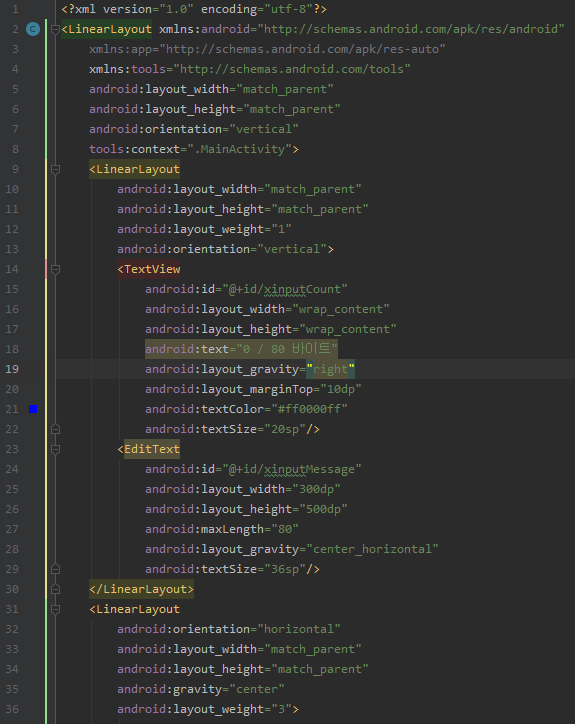 1 <?xml version="1.0" encoding="utf-8"?>
2 <LinearLayout xmlns:android="http://schemas.android.com/apk/res/android"
3 xmlns:app="http://schemas.android.com/apk/res-auto"
4 xmlns:tools="http://schemas.android.com/tools"
5 android:layout_width="match_parent"
6 android:layout_height="match_parent"
7 android:orientation="vertical"
8 tools:context=".MainActivity">
9 <LinearLayout
10 android:layout_width="match_parent"
11 android:layout_height="match_parent"
12 android:layout_weight="1"
13 android:orientation="vertical">
14 <TextView
15 android:id="@+id/xinputCount"
16 android:layout_width="wrap_content"
17 android:layout_height="wrap_content"
18 android:text="0 / 80 바이트"
19 android:layout_gravity="right"
20 android:layout_marginTop="10dp"
21 android:textColor="#ff0000ff"
22 android:textSize="20sp"/>
23 <EditText
24 android:id="@+id/xinputMessage"
25 android:layout_width="300dp"
26 android:layout_height="500dp"
27 android:maxLength="80"
28 android:layout_gravity="center_horizontal"
29 android:textSize="36sp"/>
30 </LinearLayout>
31 <LinearLayout
32 android:orientation="horizontal"
33 android:layout_width="match_parent"
34 android:layout_height="match_parent"
35 android:gravity="center"
36 android:layout_weight="3">